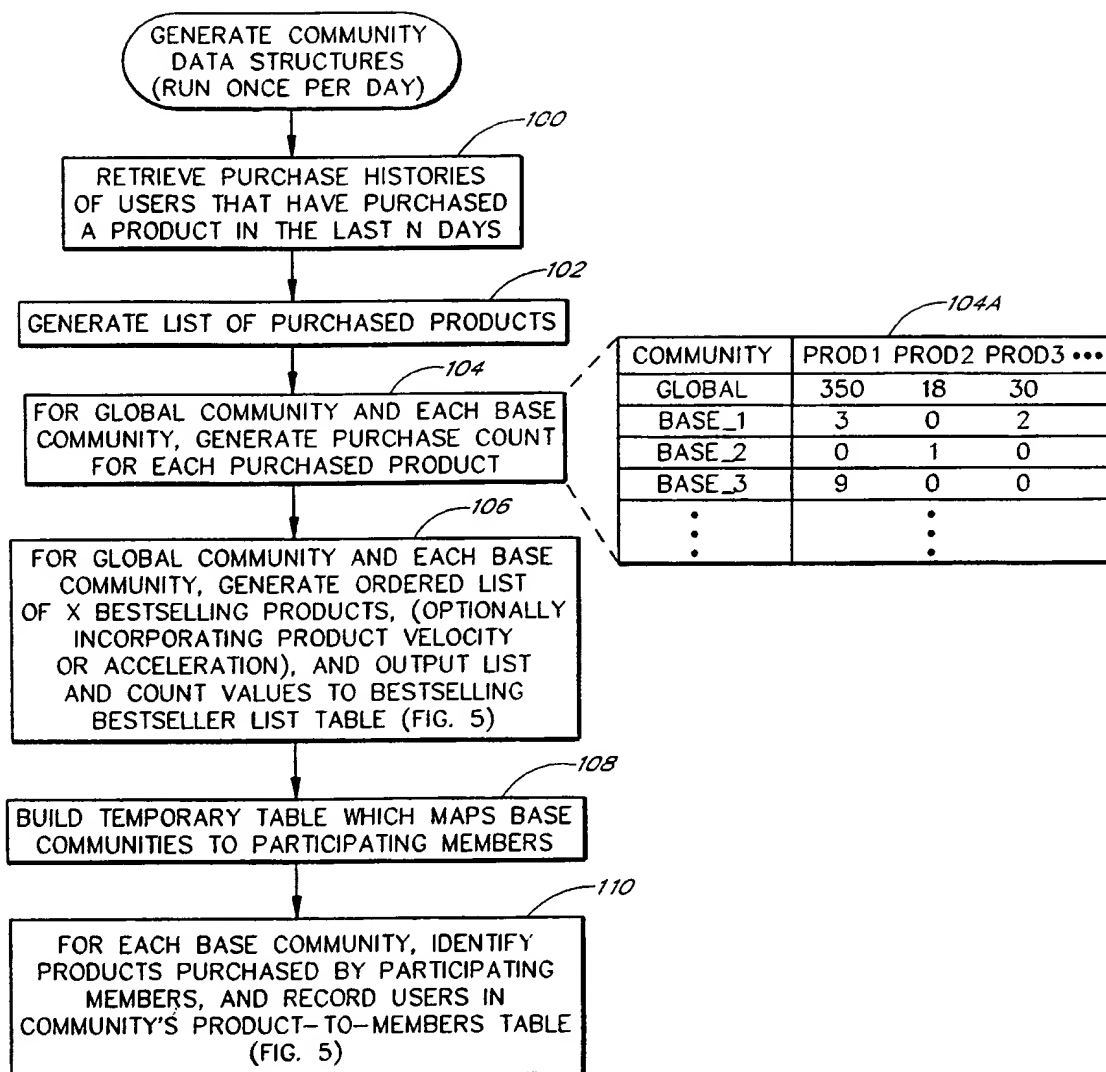 GENERATE COMMUNITY
DATA STRUCTURES
(RUN ONCE PER DAY)
100
RETRIEVE PURCHASE HISTORIES
OF USERS THAT HAVE PURCHASED
A PRODUCT IN THE LAST N DAYS
102
GENERATE LIST OF PURCHASED PRODUCTS
104
FOR GLOBAL COMMUNITY AND EACH BASE
COMMUNITY, GENERATE PURCHASE COUNT
FOR EACH PURCHASED PRODUCT
104A
COMMUNITY PROD1 PROD2 PROD3 •••
GLOBAL 350 18 30
BASE_1 3 0 2
BASE_2 0 1 0
BASE_3 9 0 0
106
FOR GLOBAL COMMUNITY AND EACH BASE
COMMUNITY, GENERATE ORDERED LIST
OF X BESTSELLING PRODUCTS, (OPTIONALLY
INCORPORATING PRODUCT VELOCITY
OR ACCELERATION), AND OUTPUT LIST
AND COUNT VALUES TO BESTSELLING
BESTSELLER LIST TABLE (FIG. 5)
108
BUILD TEMPORARY TABLE WHICH MAPS BASE
COMMUNITIES TO PARTICIPATING MEMBERS
110
FOR EACH BASE COMMUNITY, IDENTIFY
PRODUCTS PURCHASED BY PARTICIPATING
MEMBERS, AND RECORD USERS IN
COMMUNITY'S PRODUCT-TO-MEMBERS TABLE
(FIG. 5)